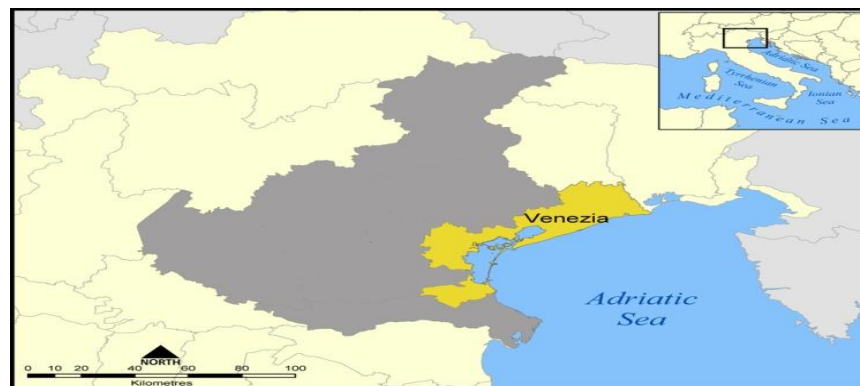 Adriatic Sea
Tyrrhenian
Sea
Ionian
Sea
Mediterranean Sea
Venezia
Adriatic
Sea
NORTH
0 10 20 40 60 80 100
Kilometres